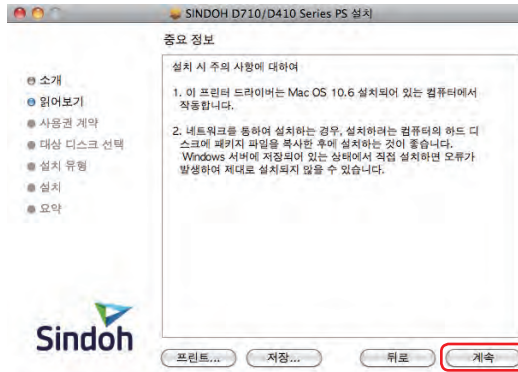 SINDOH D710/D410 Series PS 설치
중요 정보
소개
읽어보기
사용권 계약
대상 디스크 선택
설치 유형
설치
요약
설치 시 주의 사항에 대하여
1. 이 프린터 드라이버는 Mac OS 10.6 설치되어 있는 컴퓨터에서
작동합니다.
2. 네트워크를 통하여 설치하는 경우, 설치하려는 컴퓨터의 하드 디
스크에 패키지 파일을 복사한 후에 설치하는 것이 좋습니다.
Windows 서버에 저장되어 있는 상태에서 직접 설치하면 오류가
발생하여 제대로 설치되지 않을 수 있습니다.
Sindoh
프린트... 저장... 뒤로 계속